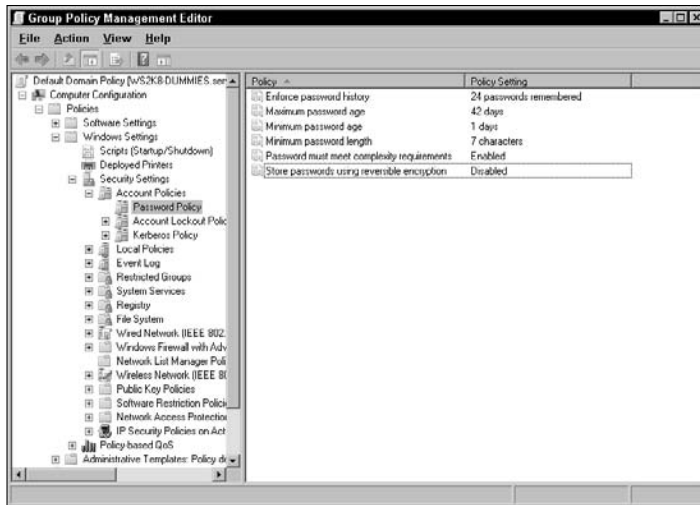 Group Policy Management Editor
File Action View Help
Default Domain Policy [WS2K8-DUMMIES.ser
Computer Configuration
Policies
Software Settings
Windows Settings
Scripts (Startup/Shutdown)
Deployed Printers
Security Settings
Account Policies
Password Policy
Account Lockout Polic
Kerberos Policy
Local Policies
Event Log
Restricted Groups
System Services
Registry
File System
Wired Network (IEEE 802.
Windows Firewall with Adv
Network List Manager Poli
Wireless Network (IEEE 80
Public Key Policies
Software Restriction Policie
Network Access Protection
IP Security Policies on Act
Policy-based QoS
Administrative Templates: Policy de
Policy Policy Setting
Enforce password history 24 passwords remembered
Maximum password age 42 days
Minimum password age 1 days
Minimum password length 7 characters
Password must meet complexity requirements Enabled
Store passwords using reversible encryption Disabled